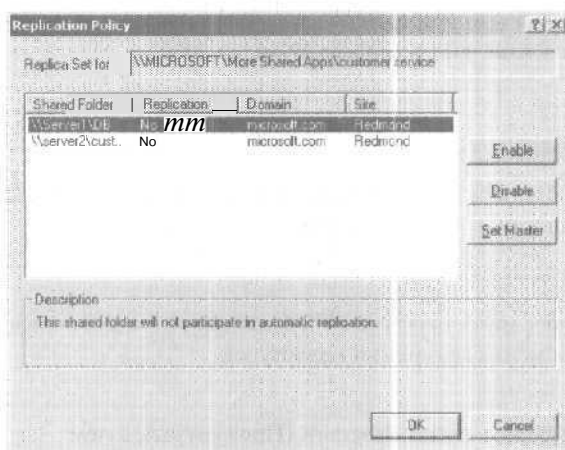 Replication Policy
Replica Set for \\MICROSOFT\More Shared Apps\customer service
Shared Folder Replication Domain Site
\\Server1\DB No mm microsoft.com Redmond
\\server2\cust.. No microsoft.com Redmond
Enable
Disable
Set Master
Description
This shared folder will not participate in automatic replication.
OK Cancel